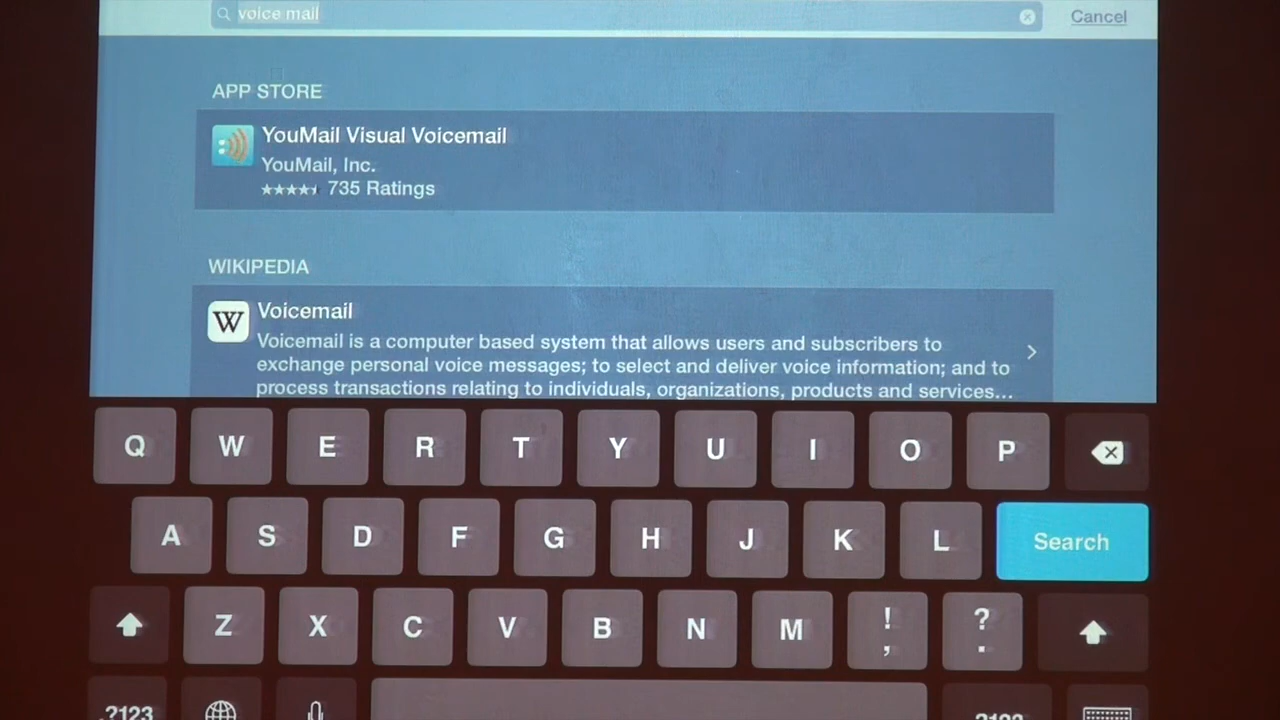 voice mail
Cancel
APP STORE
YouMail Visual Voicemail
YouMail, Inc.
735 Ratings
WIKIPEDIA
W
Voicemail
Voicemail is a computer based system that allows users and subscribers to
exchange personal voice messages; to select and deliver voice information; and to
process transactions relating to individuals, organizations, products and services...
Q W E R T Y U I O P
A S D F G H J K L Search
Z X C V B N M ! , ? .
.?123 .?123